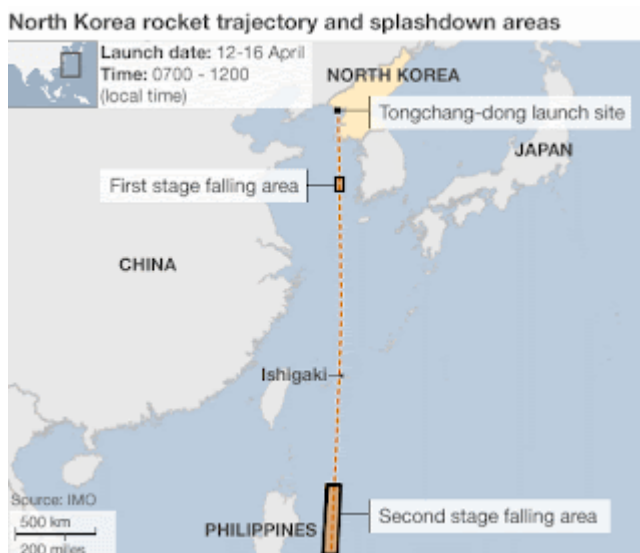 North Korea rocket trajectory and splashdown areas
Launch date: 12-16 April
Time: 0700 - 1200
(local time)
NORTH KOREA
Tongchang-dong launch site
JAPAN
First stage falling area
CHINA
Ishigaki
Source: IMO
500 km
200 miles
PHILIPPINES
Second stage falling area